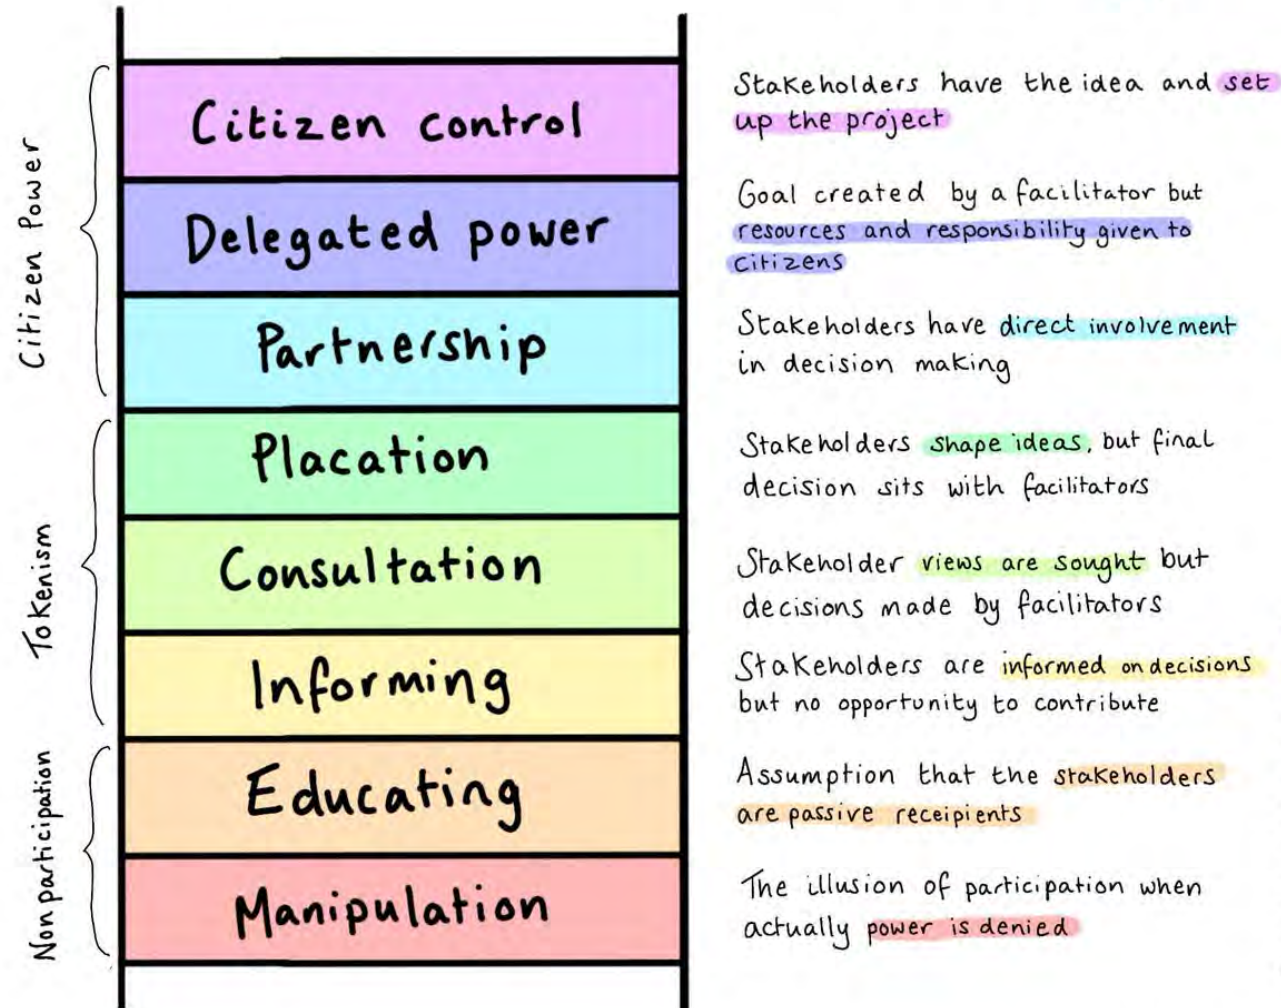 Citizen Power
Citizen control
Stakeholders have the idea and set
up the project
Delegated power
Goal created by a facilitator but
resources and responsibility given to
citizens
Partnership
Stakeholders have direct involvement
in decision making
Tokenism
Placation
Stakeholders shape ideas, but final
decision sits with facilitators
Consultation
Stakeholder views are sought but
decisions made by facilitators
Informing
Stakeholders are informed on decisions
but no opportunity to contribute
Nonparticipation
Educating
Assumption that the stakeholders
are passive receipients
Manipulation
The illusion of participation when
actually power is denied